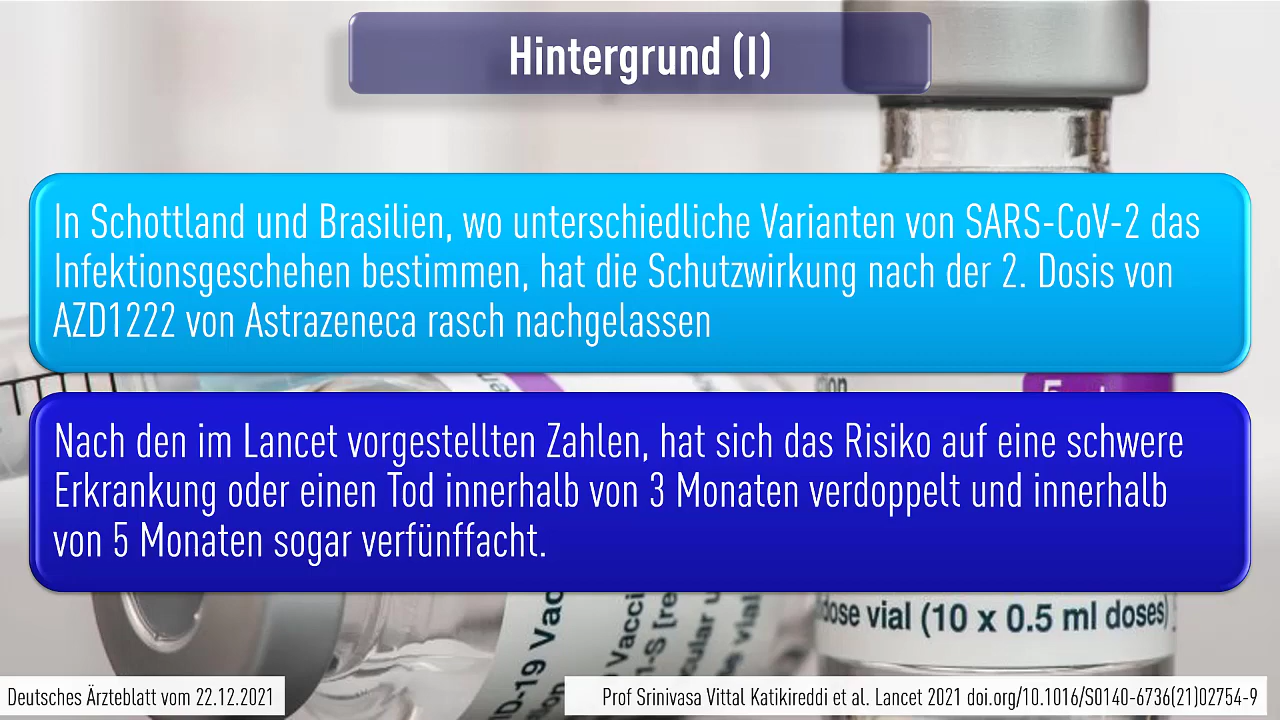 Hintergrund (I)
In Schottland und Brasilien, wo unterschiedliche Varianten von SARS-CoV-2 das
Infektionsgeschehen bestimmen, hat die Schutzwirkung nach der 2. Dosis von
AZD1222 von Astrazeneca rasch nachgelassen
Nach den im Lancet vorgestellten Zahlen, hat sich das Risiko auf eine schwere
Erkrankung oder einen Tod innerhalb von 3 Monaten verdoppelt und innerhalb
von 5 Monaten sogar verfünffacht.
dose vial (10 x 0.5 ml doses)
Deutsches Ärzteblatt vom 22.12.2021
Prof Srinivasa Vittal Katikireddi et al. Lancet 2021 doi.org/10.1016/S0140-6736(21)02754-9